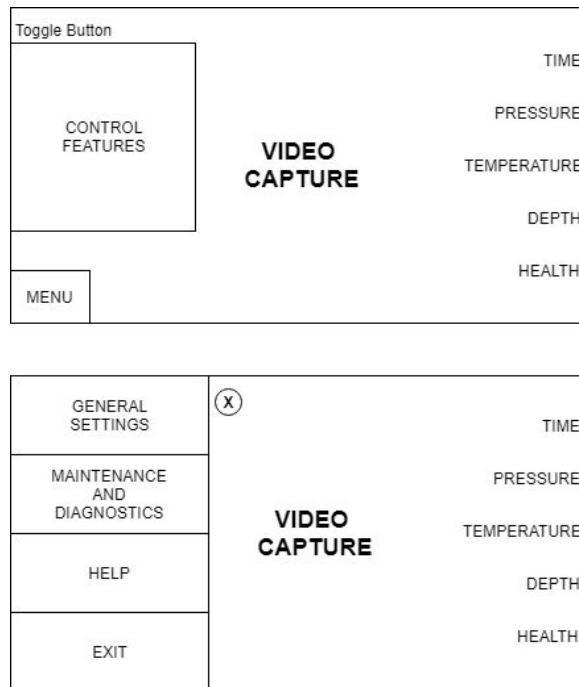 Toggle Button
CONTROL
FEATURES
VIDEO
CAPTURE
TIME
PRESSURE
TEMPERATURE
DEPTH
HEALTH
MENU
GENERAL
SETTINGS
MAINTENANCE
AND
DIAGNOSTICS
HELP
EXIT
X
VIDEO
CAPTURE
TIME
PRESSURE
TEMPERATURE
DEPTH
HEALTH